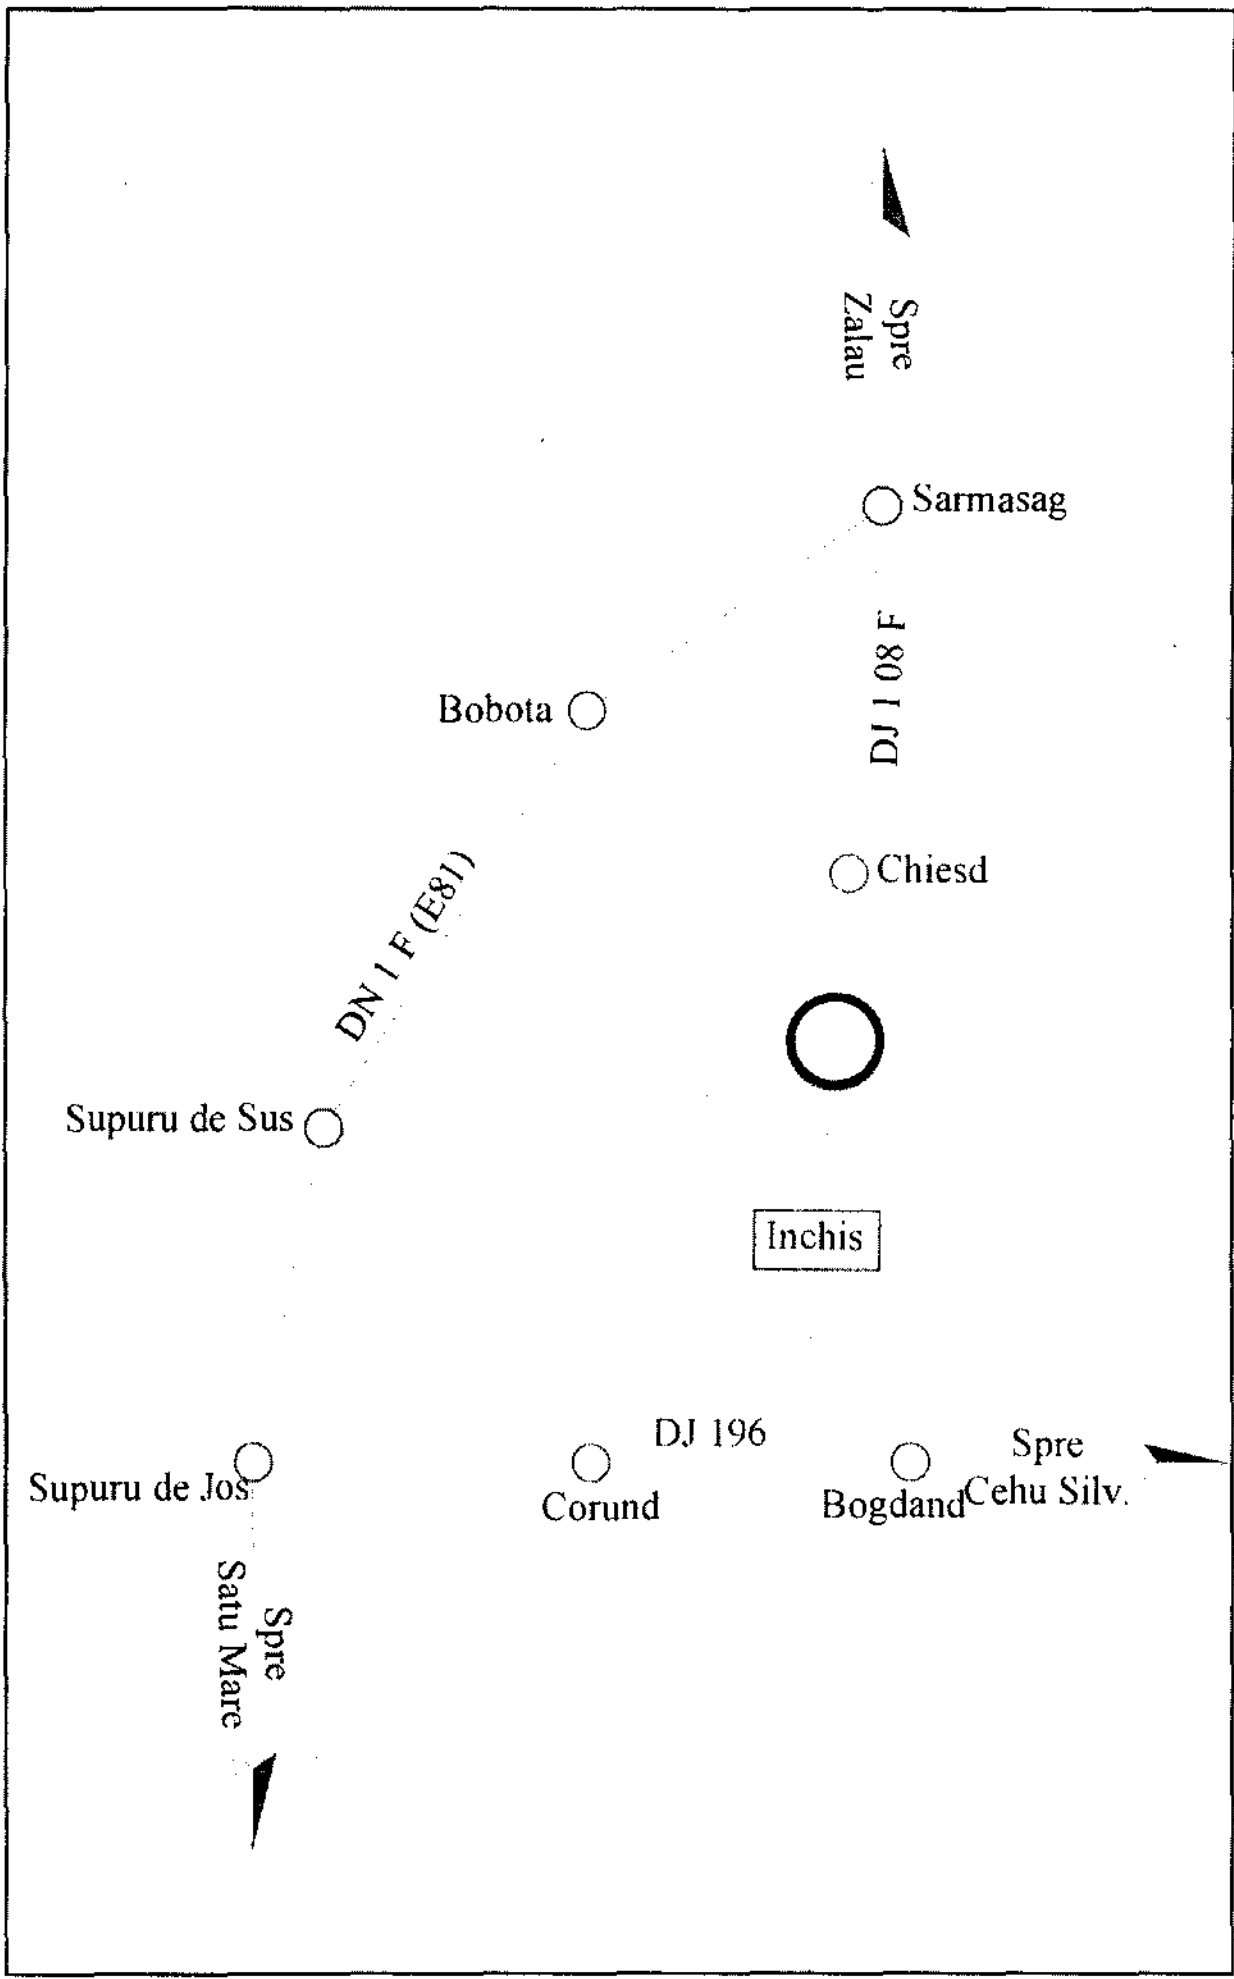 Spre
Zalau
Sarmasag
DJ 1 08 F
Bobota
Chiesd
DN 1 F (E81)
Supuru de Sus
Inchis
DJ 196
Spre
Cehu Silv.
Supuru de Jos
Corund
Bogdand
Spre
Satu Mare